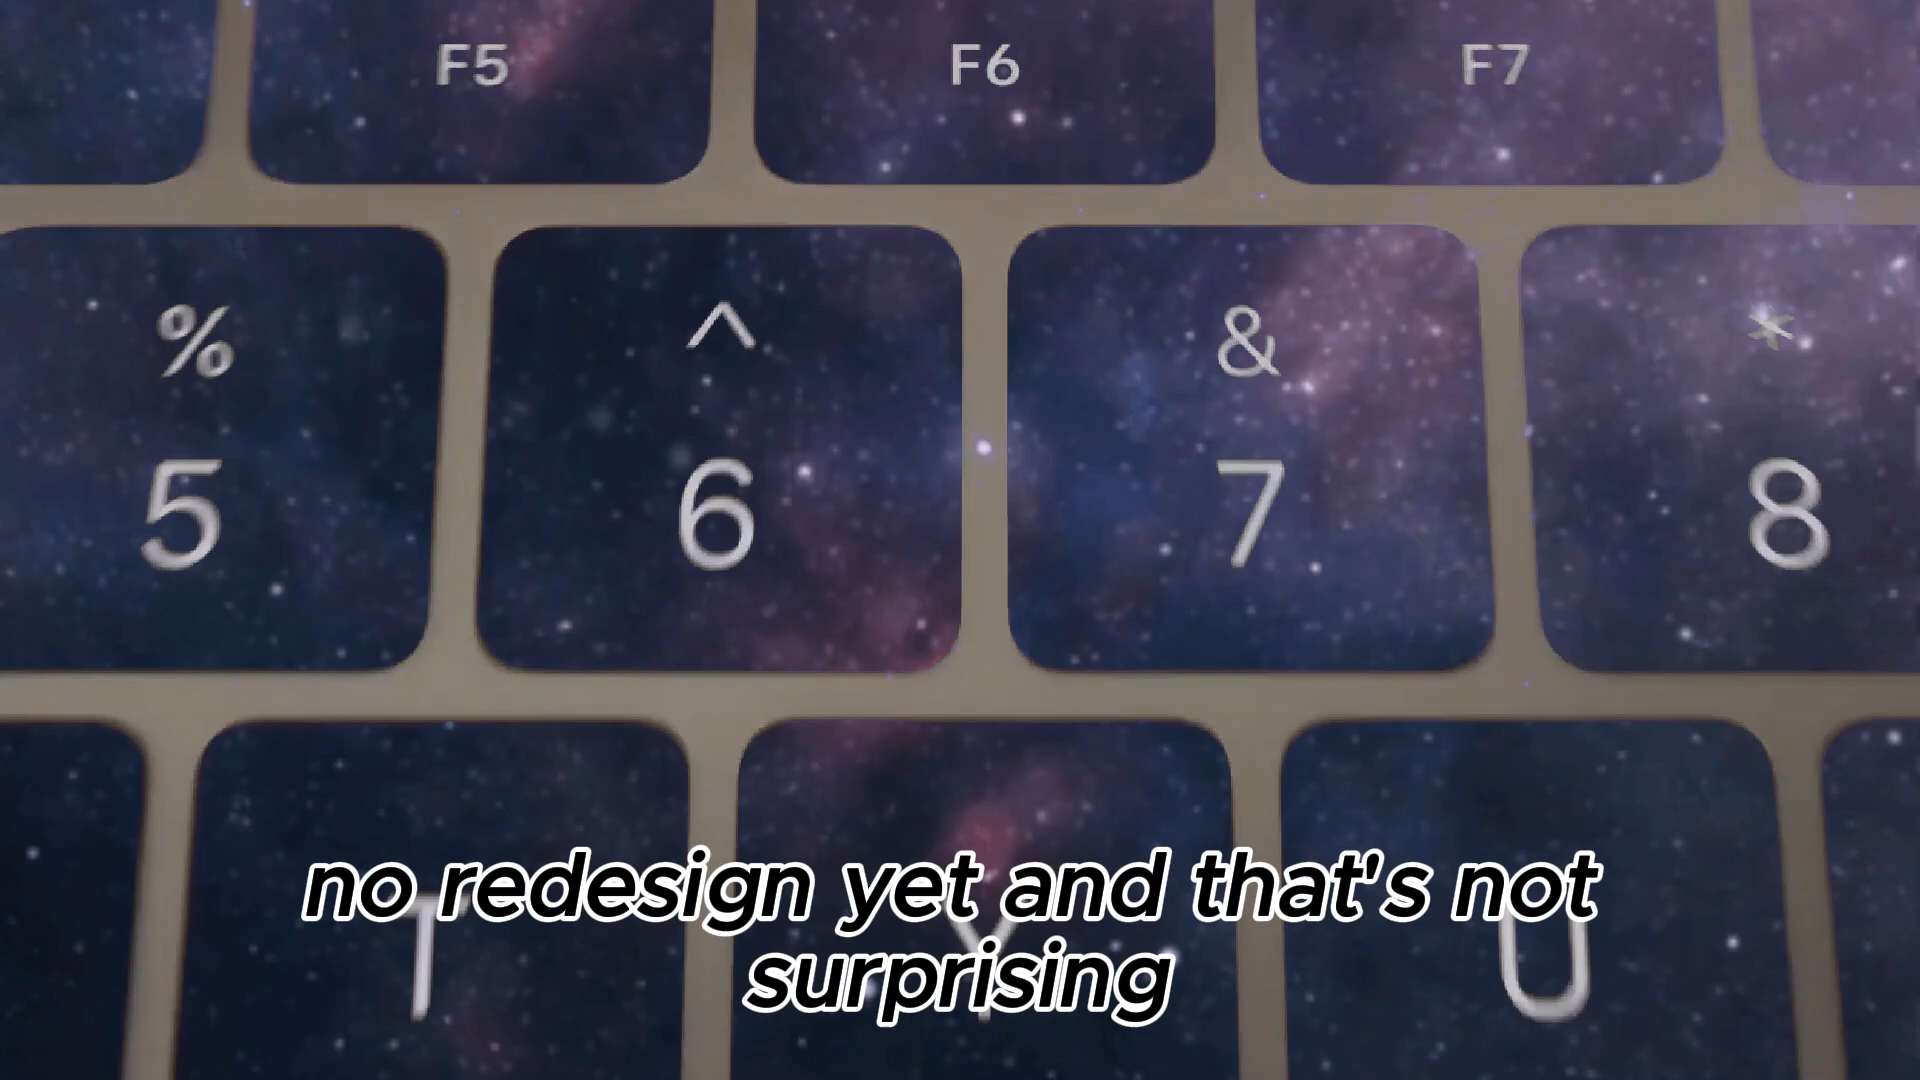 F5 F6 F7
% ^ & *
5 6 7 8
T Y U
no redesign yet and that's not
surprising